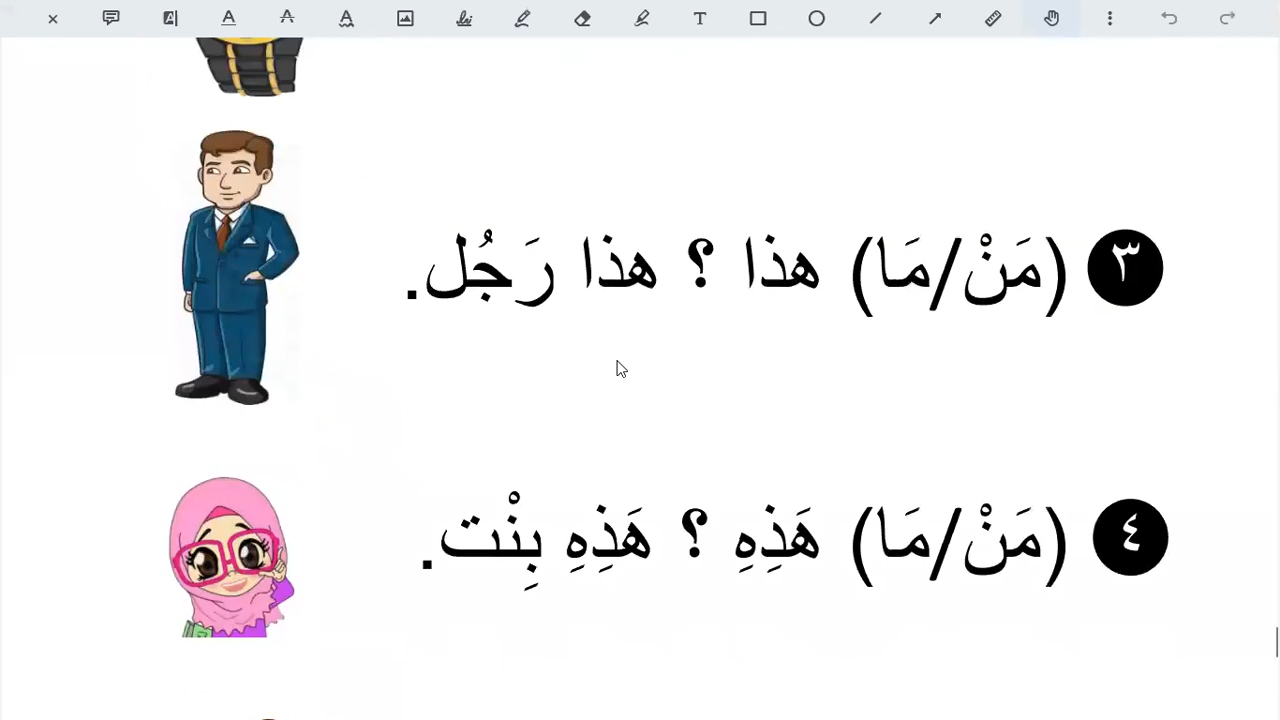 ٣ (مَنْ/مَا) هذا ؟ هذا رَجُل.
٤ (مَنْ/مَا) هَذِهِ ؟ هَذِهِ بِنْت.